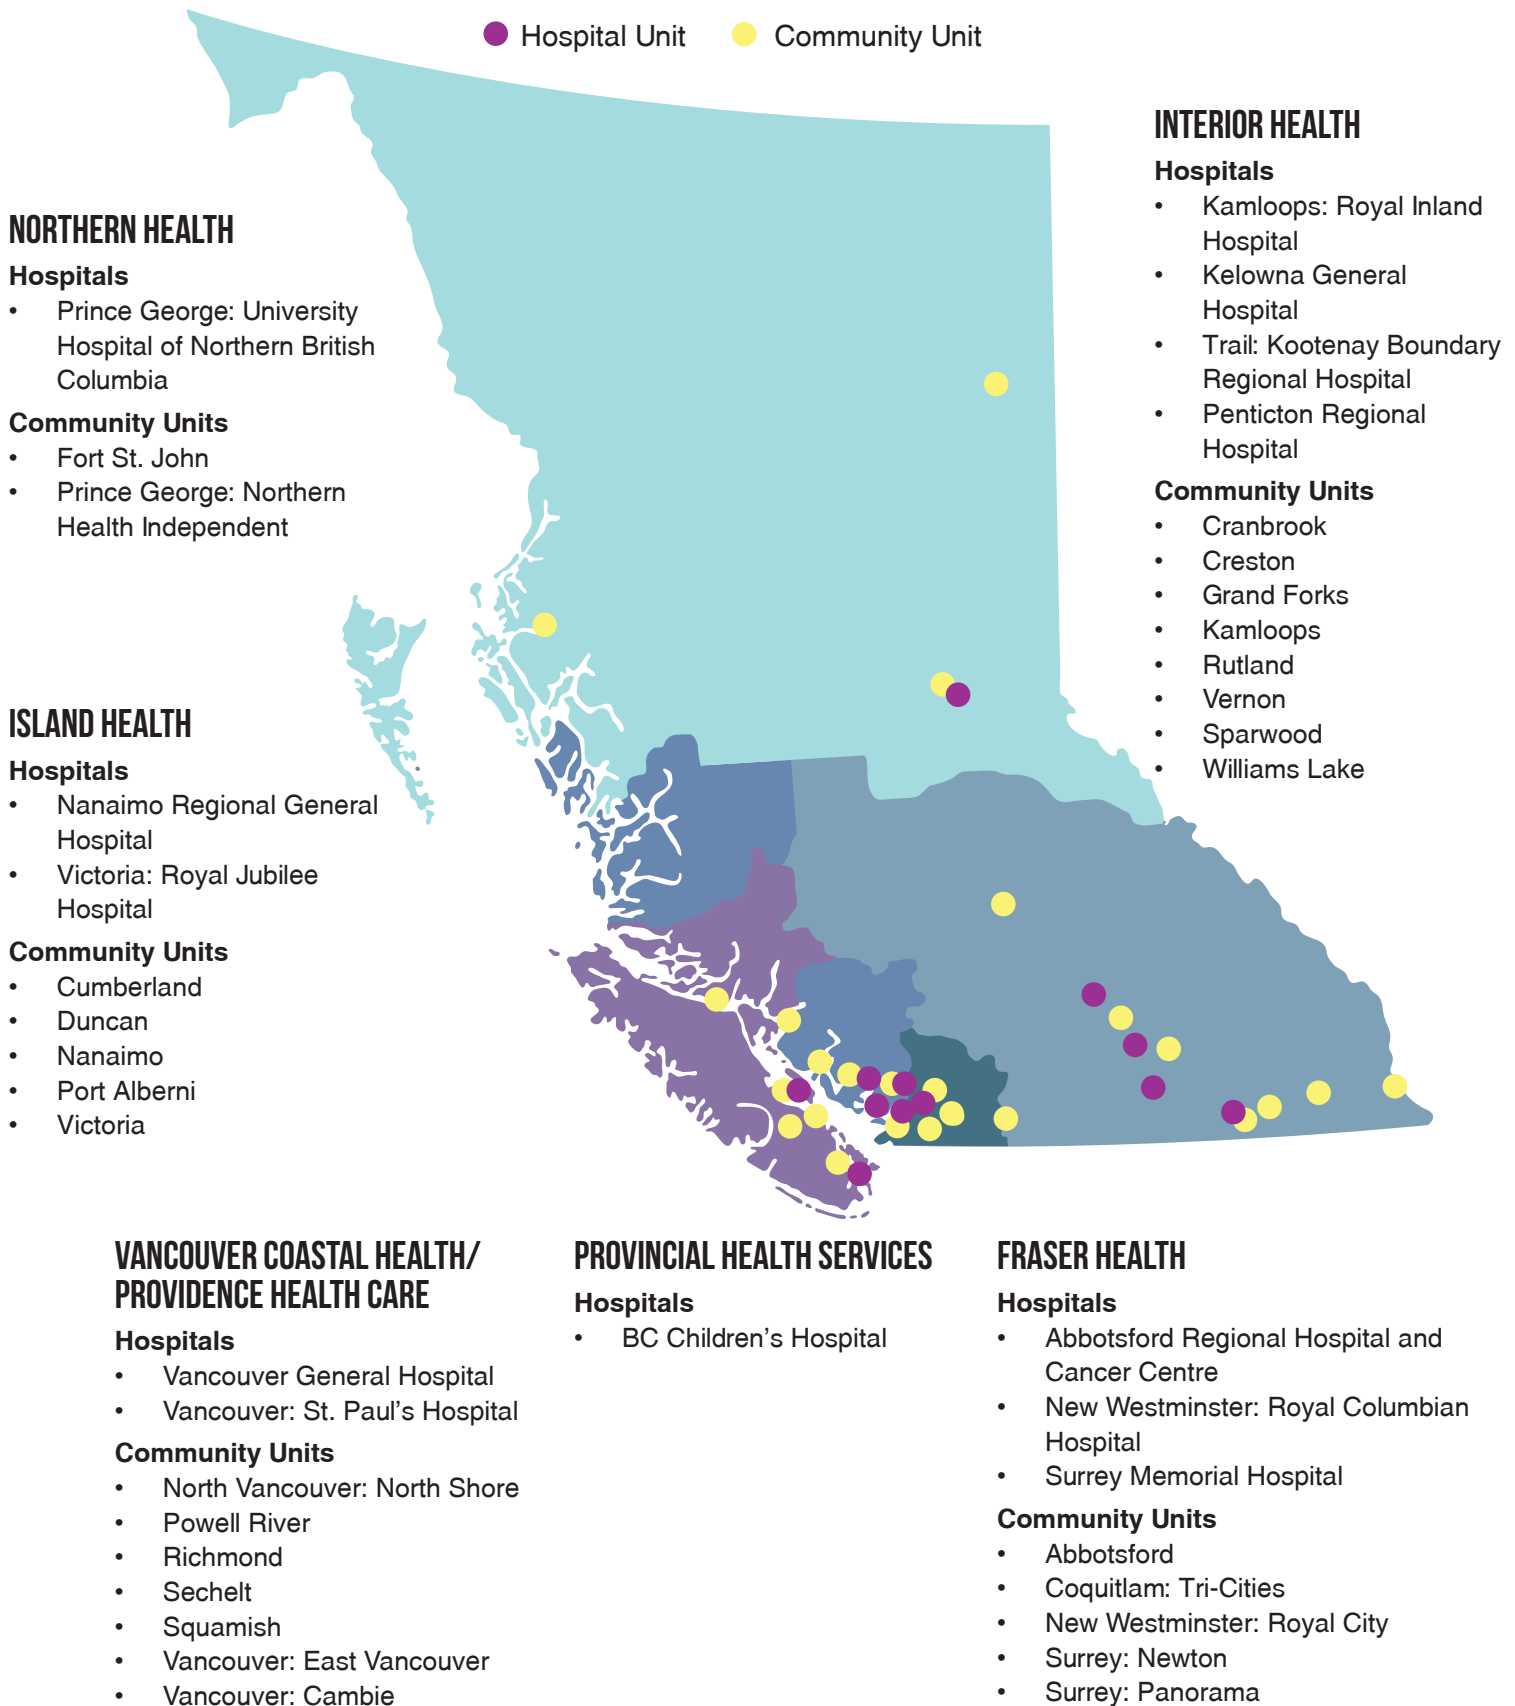 Hospital Unit
Community Unit
INTERIOR HEALTH
Hospitals
• Kamloops: Royal Inland
Hospital
• Kelowna General
Hospital
• Trail: Kootenay Boundary
Regional Hospital
• Penticton Regional
Hospital
Community Units
• Cranbrook
• Creston
• Grand Forks
• Kamloops
• Rutland
• Vernon
• Sparwood
• Williams Lake
NORTHERN HEALTH
Hospitals
• Prince George: University
Hospital of Northern British
Columbia
Community Units
• Fort St. John
• Prince George: Northern
Health Independent
ISLAND HEALTH
Hospitals
• Nanaimo Regional General
Hospital
• Victoria: Royal Jubilee
Hospital
Community Units
• Cumberland
• Duncan
• Nanaimo
• Port Alberni
• Victoria
VANCOUVER COASTAL HEALTH/
PROVIDENCE HEALTH CARE
Hospitals
• Vancouver General Hospital
• Vancouver: St. Paul’s Hospital
Community Units
• North Vancouver: North Shore
• Powell River
• Richmond
• Sechelt
• Squamish
• Vancouver: East Vancouver
• Vancouver: Cambie
PROVINCIAL HEALTH SERVICES
Hospitals
• BC Children’s Hospital
FRASER HEALTH
Hospitals
• Abbotsford Regional Hospital and
Cancer Centre
• New Westminster: Royal Columbian
Hospital
• Surrey Memorial Hospital
Community Units
• Abbotsford
• Coquitlam: Tri-Cities
• New Westminster: Royal City
• Surrey: Newton
• Surrey: Panorama